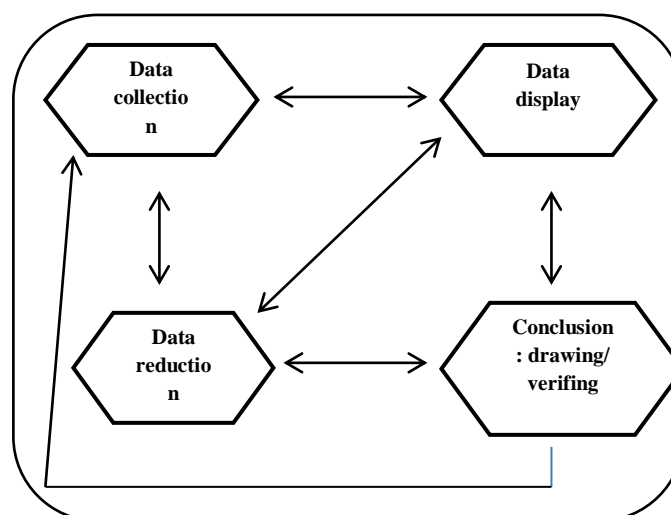 Data
collectio
n
Data
display
Data
reductio
n
Conclusion
: drawing/
verifing